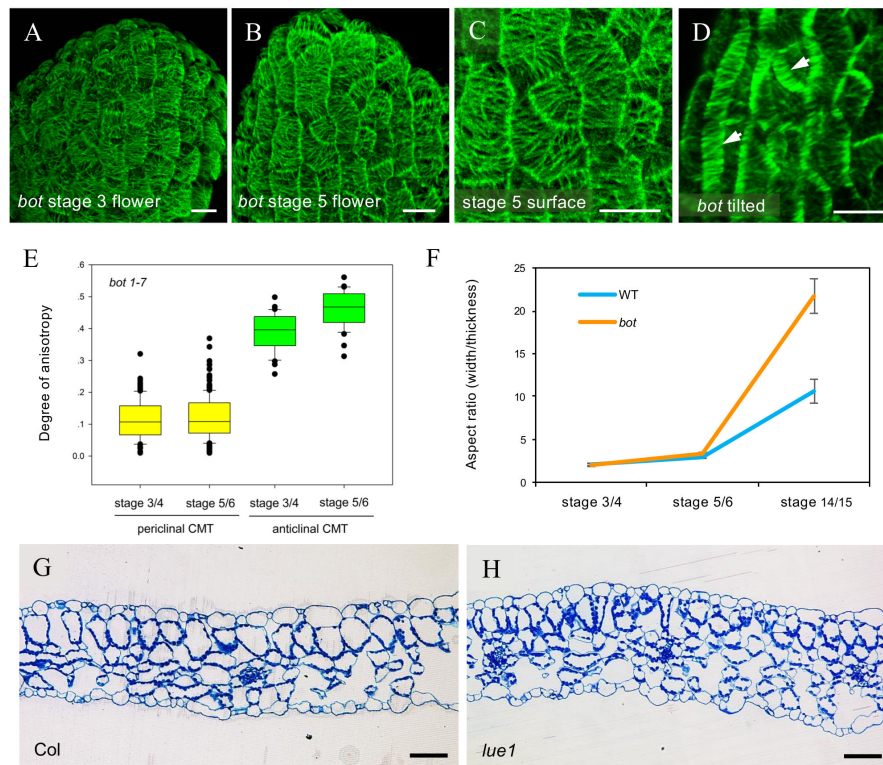 A
B
C
D
bot stage 3 flower
bot stage 5 flower
stage 5 surface
bot tilted
E
bot 1-7
Degree of anisotropy
.6
.5
.4
.3
.2
.1
0.0
stage 3/4
stage 5/6
stage 3/4
stage 5/6
periclinal CMT
anticlinal CMT
F
Aspect ratio (width/thickness)
25
20
15
10
5
0
WT
bot
stage 3/4
stage 5/6
stage 14/15
G
Col
H
lue1